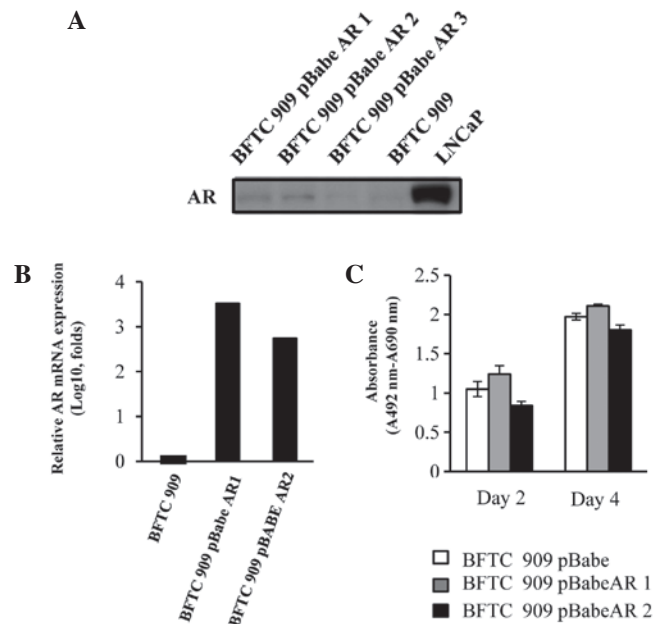 A
BFTC 909 pBabe AR 1
BFTC 909 pBabe AR 2
BFTC 909 pBabe AR 3
BFTC 909
LNCaP
AR
B
Relative AR mRNA expression
(Log10, folds)
4
3
2
1
0
BFTC 909
BFTC 909 pBabe AR1
BFTC 909 pBABE AR2
C
Absorbance
(A492 nm-A690 nm)
2.5
2
1.5
1
0.5
0
Day 2
Day 4
BFTC 909 pBabe
BFTC 909 pBabeAR 1
BFTC 909 pBabeAR 2